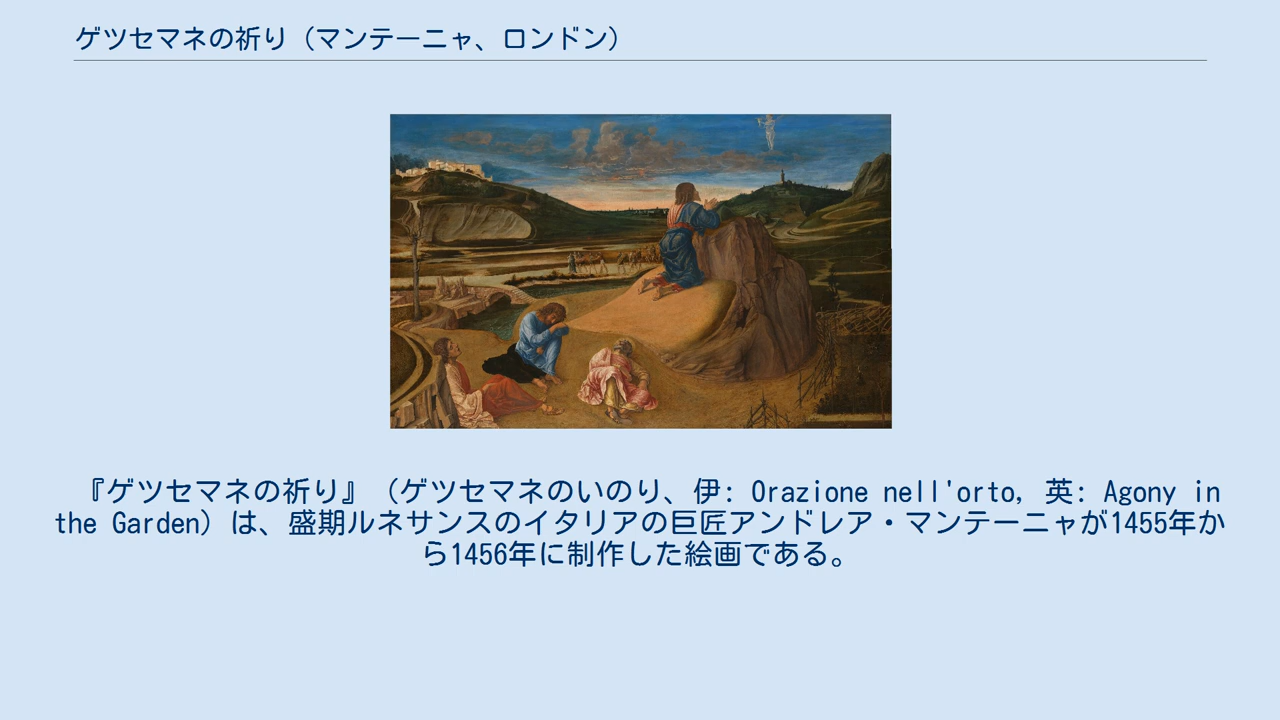 ゲツセマネの祈り（マンテーニャ、ロンドン）
『ゲツセマネの祈り』（ゲツセマネのいのり、伊: Orazione nell'orto, 英: Agony in
the Garden）は、盛期ルネサンスのイタリアの巨匠アンドレア・マンテーニャが1455年か
ら1456年に制作した絵画である。